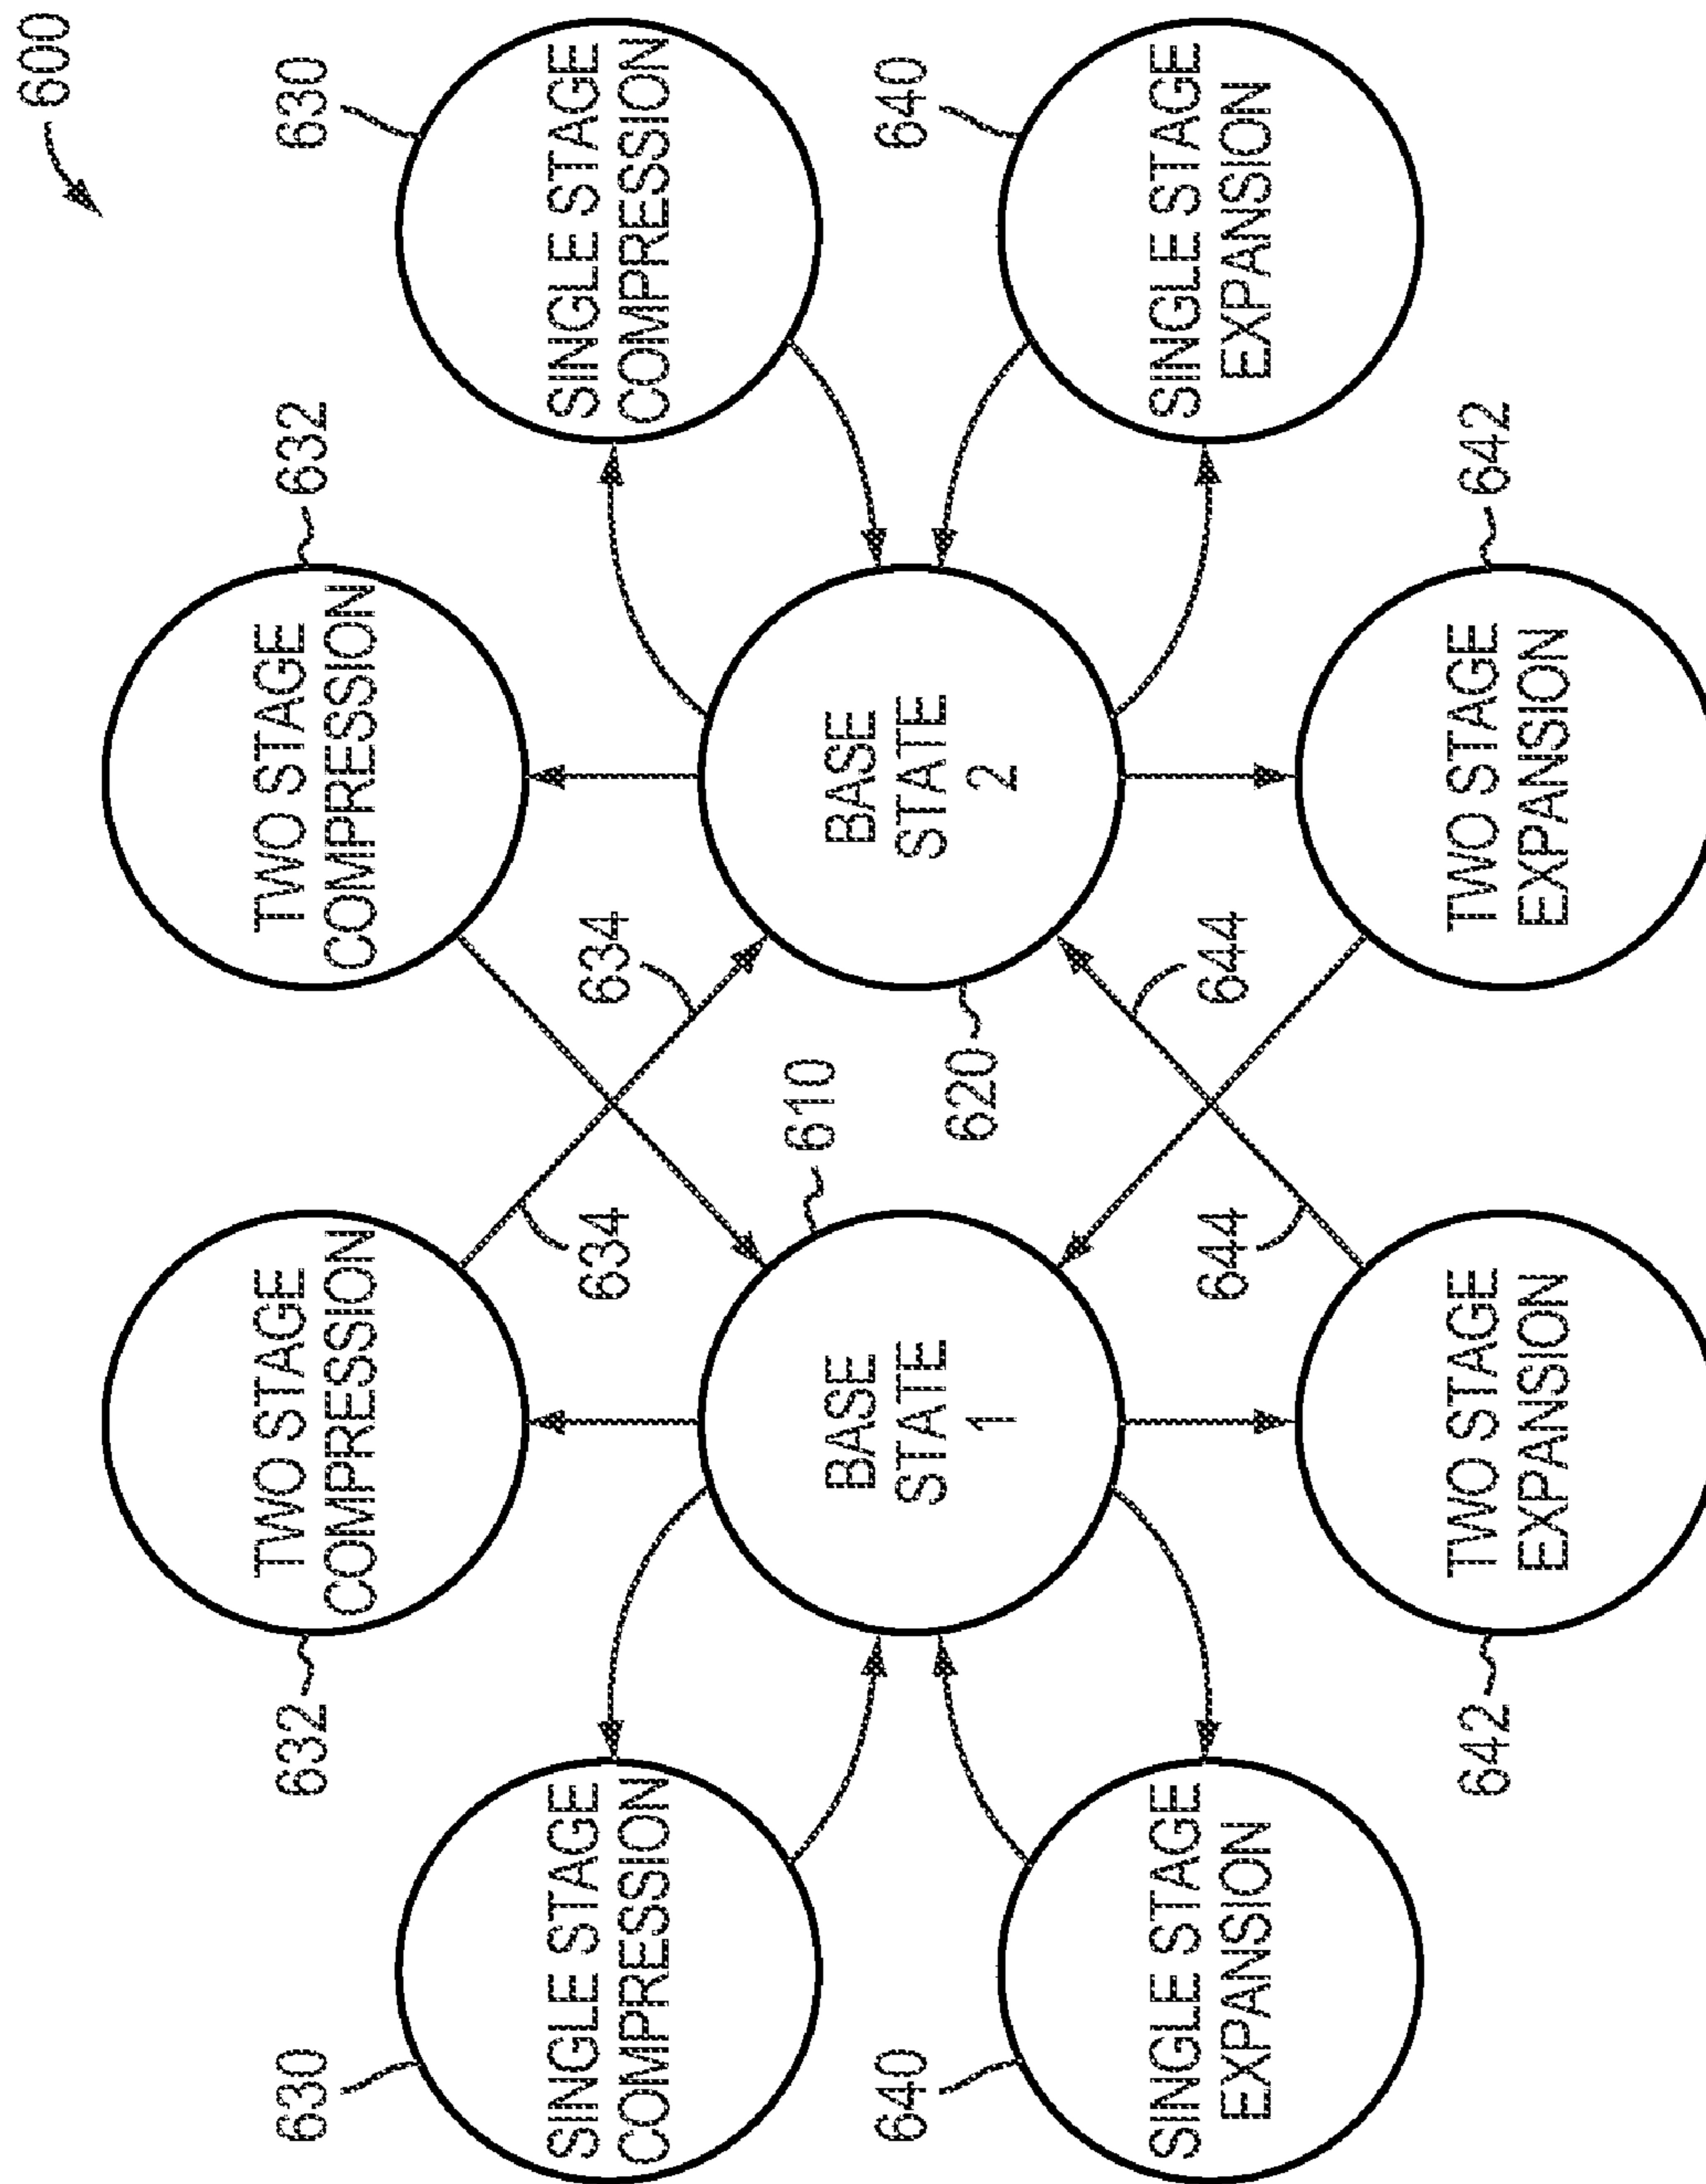 600
632
TWO STAGE
COMPRESSION
TWO STAGE
COMPRESSION
632
630
SINGLE STAGE
COMPRESSION
634
634
SINGLE STAGE
COMPRESSION
630
BASE
STATE
1
610
620
BASE
STATE
2
640
SINGLE STAGE
EXPANSION
644
644
SINGLE STAGE
EXPANSION
640
642
TWO STAGE
EXPANSION
TWO STAGE
EXPANSION
642